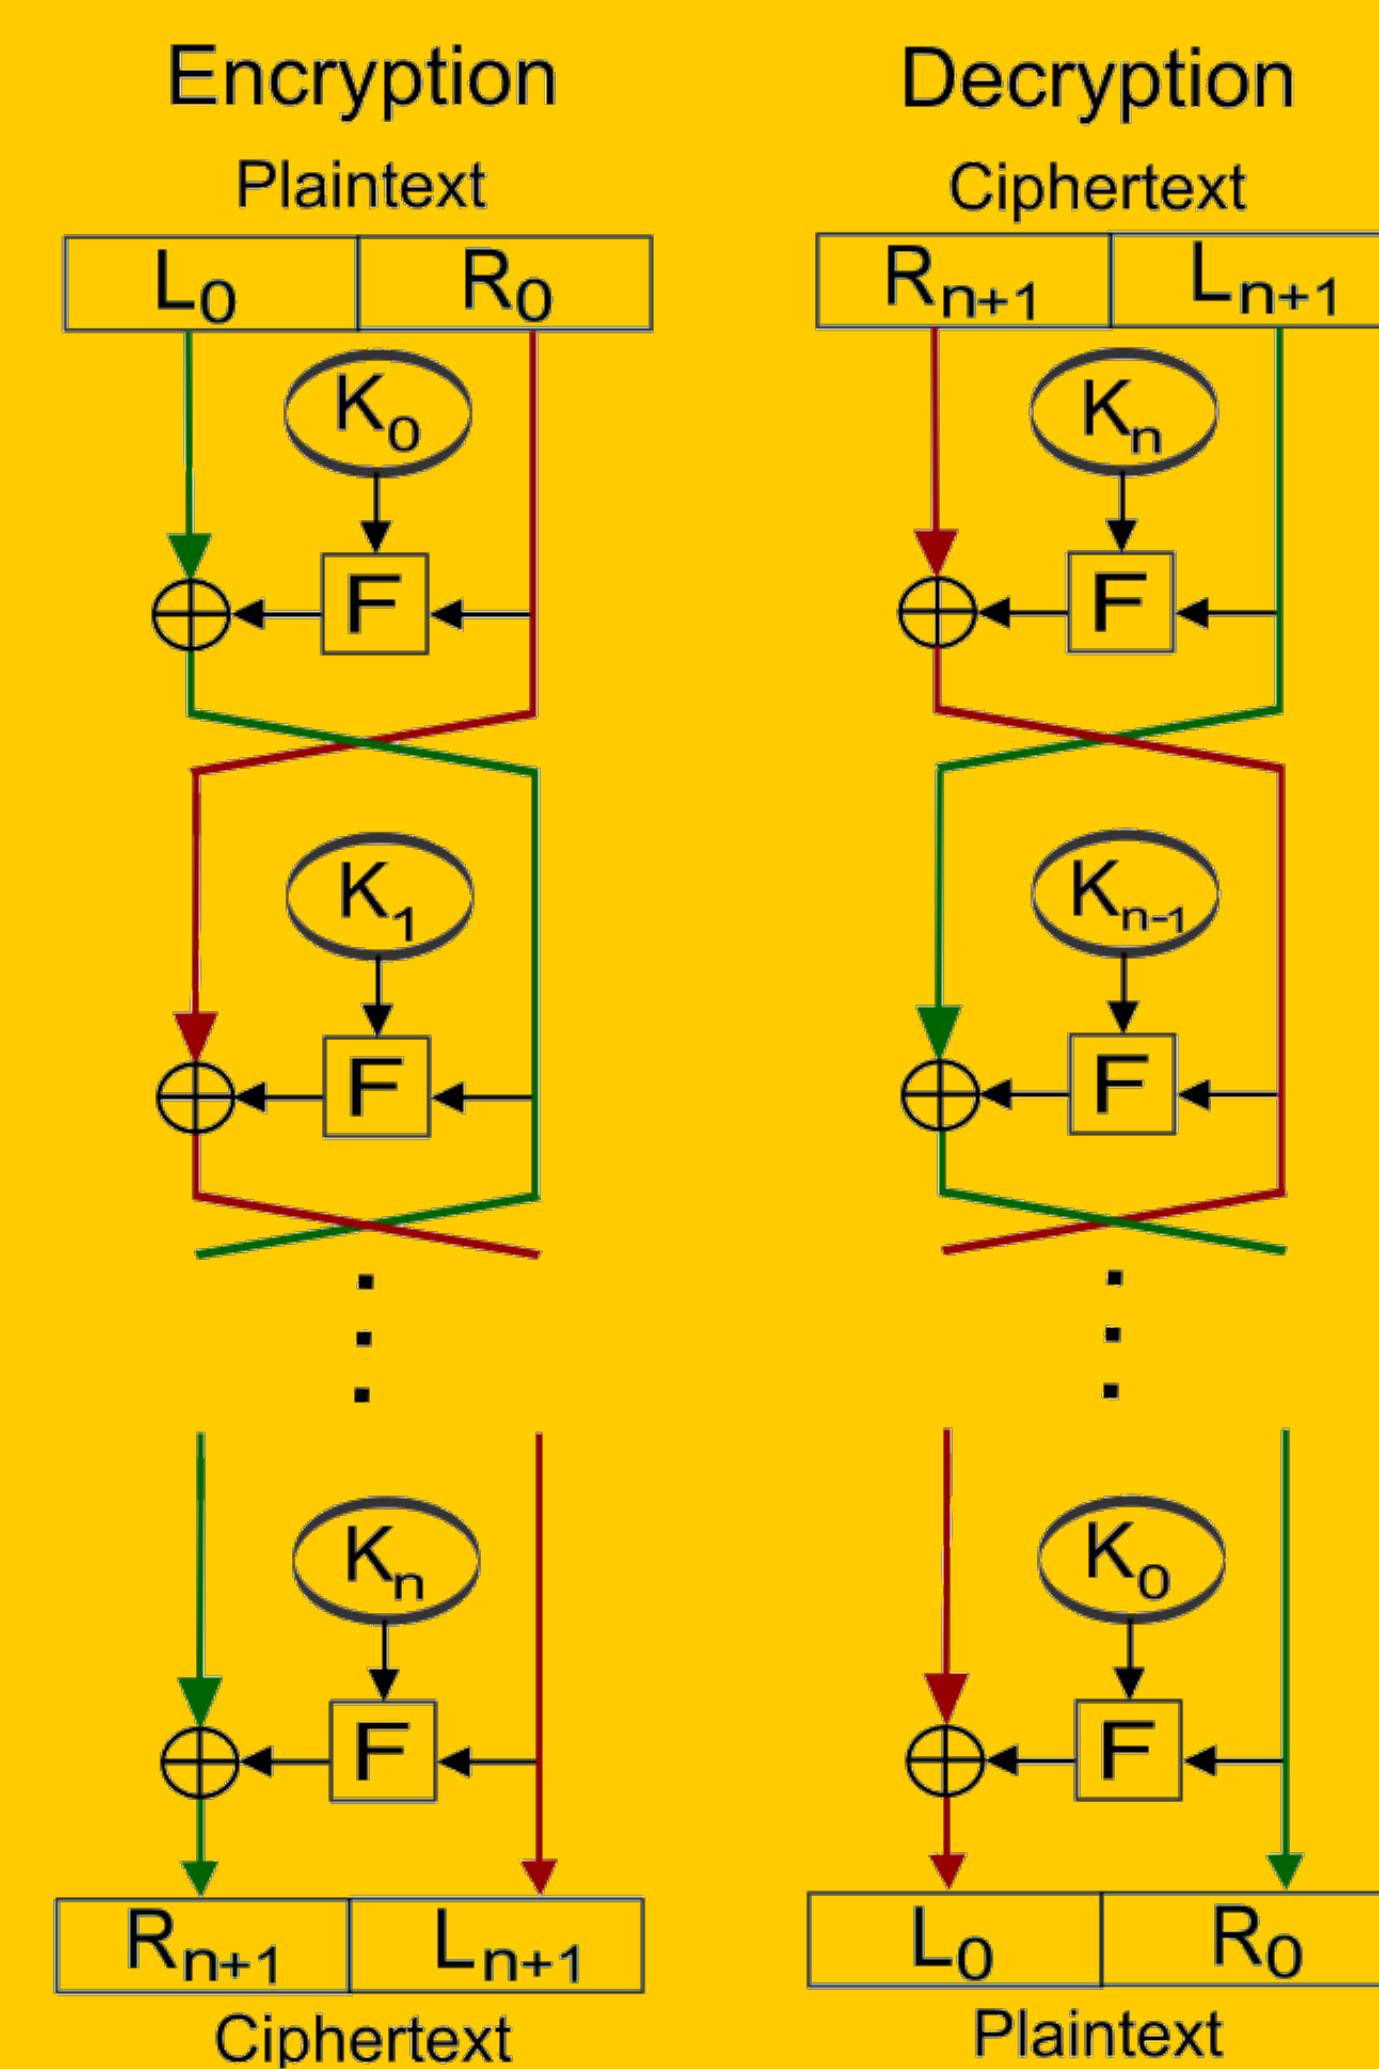 Encryption
Plaintext
L0 R0
K0
F
K1
F
Kn
F
Rn+1 Ln+1
Ciphertext
Decryption
Ciphertext
Rn+1 Ln+1
Kn
F
Kn-1
F
K0
F
L0 R0
Plaintext